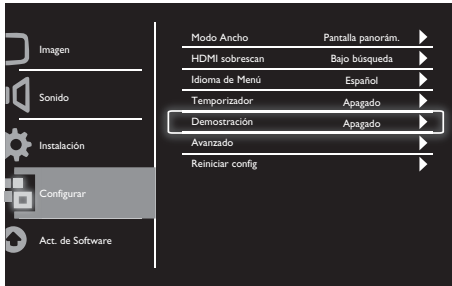 Imagen
Sonido
Instalación
Configurar
Act. de Software
Modo Ancho Pantalla panorám.
HDMI sobrescan Bajo búsqueda
Idioma de Menú Español
Temporizador Apagado
Demostración Apagado
Avanzado
Reiniciar config